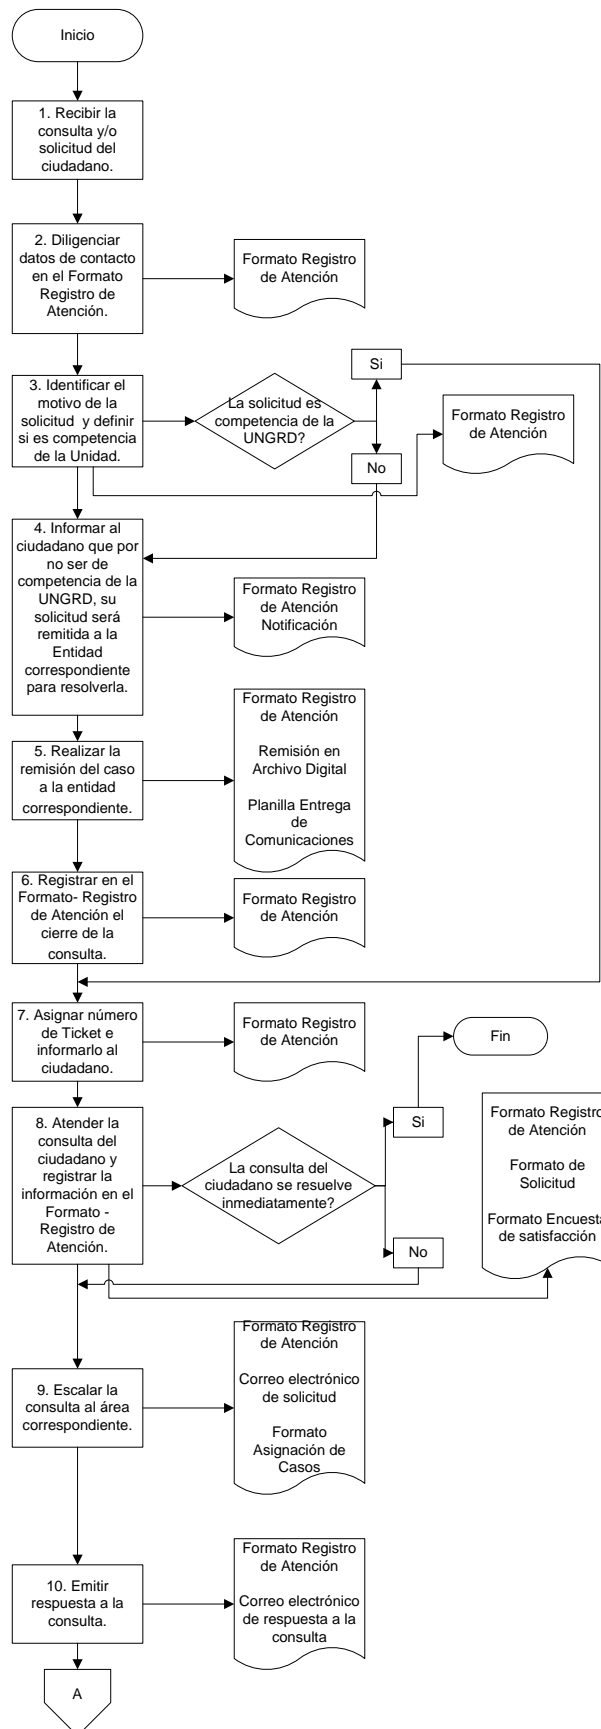 Inicio
1. Recibir la
consulta y/o
solicitud del
ciudadano.
2. Diligenciar
datos de contacto
en el Formato
Registro de
Atención.
Formato Registro
de Atención
3. Identificar el
motivo de la
solicitud y definir
si es competencia
de la Unidad.
La solicitud es
competencia de la
UNGRD?
Si
No
Formato Registro
de Atención
4. Informar al
ciudadano que por
no ser de
competencia de la
UNGRD, su
solicitud será
remitida a la
Entidad
correspondiente
para resolverla.
Formato Registro
de Atención
Notificación
5. Realizar la
remisión del caso
a la entidad
correspondiente.
Formato Registro
de Atención
Remisión en
Archivo Digital
Planilla Entrega
de
Comunicaciones
6. Registrar en el
Formato- Registro
de Atención el
cierre de la
consulta.
Formato Registro
de Atención
7. Asignar número
de Ticket e
informarlo al
ciudadano.
Formato Registro
de Atención
Fin
8. Atender la
consulta del
ciudadano y
registrar la
información en el
Formato -
Registro de
Atención.
La consulta del
ciudadano se resuelve
inmediatamente?
Si
No
Formato Registro
de Atención
Formato de
Solicitud
Formato Encuesta
de satisfacción
9. Escalar la
consulta al área
correspondiente.
Formato Registro
de Atención
Correo electrónico
de solicitud
Formato
Asignación de
Casos
10. Emitir
respuesta a la
consulta.
Formato Registro
de Atención
Correo electrónico
de respuesta a la
consulta
A